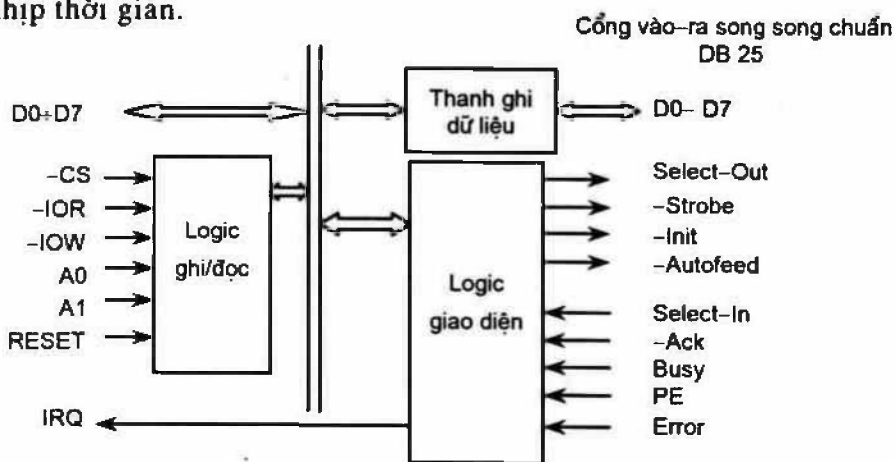 nhịp thời gian.
Cổng vào–ra song song chuẩn
DB 25
D0÷D7
Thanh ghi
dữ liệu
D0– D7
–CS
–IOR
–IOW
A0
A1
RESET
Logic
ghi/đọc
Logic
giao diện
Select–Out
–Strobe
–Init
–Autofeed
Select–In
–Ack
Busy
PE
Error
IRQ